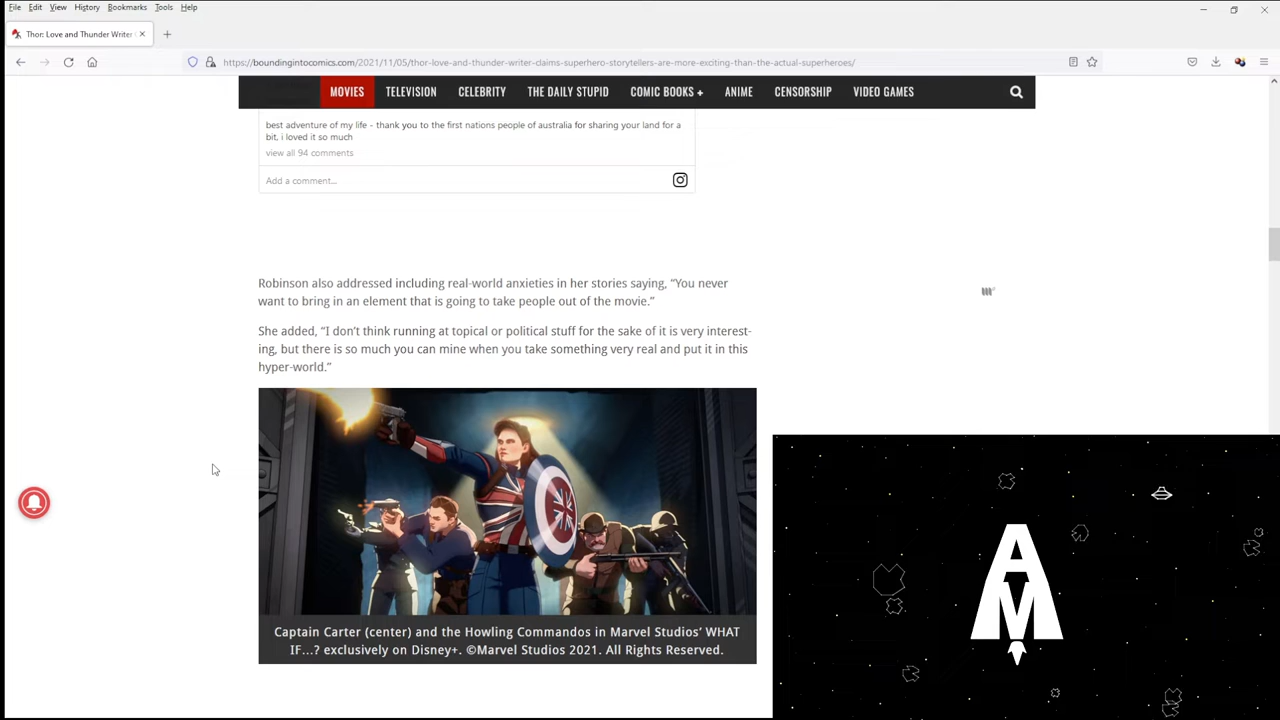 File Edit View History Bookmarks Tools Help
Thor: Love and Thunder Writer
https://boundingintocomics.com/2021/11/05/thor-love-and-thunder-writer-claims-superhero-storytellers-are-more-exciting-than-the-actual-superheroes/
MOVIES TELEVISION CELEBRITY THE DAILY STUPID COMIC BOOKS + ANIME CENSORSHIP VIDEO GAMES
best adventure of my life - thank you to the first nations people of australia for sharing your land for a
bit, i loved it so much
view all 94 comments
Add a comment...
Robinson also addressed including real-world anxieties in her stories saying, “You never
want to bring in an element that is going to take people out of the movie.”
She added, “I don’t think running at topical or political stuff for the sake of it is very interest-
ing, but there is so much you can mine when you take something very real and put it in this
hyper-world.”
Captain Carter (center) and the Howling Commandos in Marvel Studios’ WHAT
IF...? exclusively on Disney+. ©Marvel Studios 2021. All Rights Reserved.
A
M